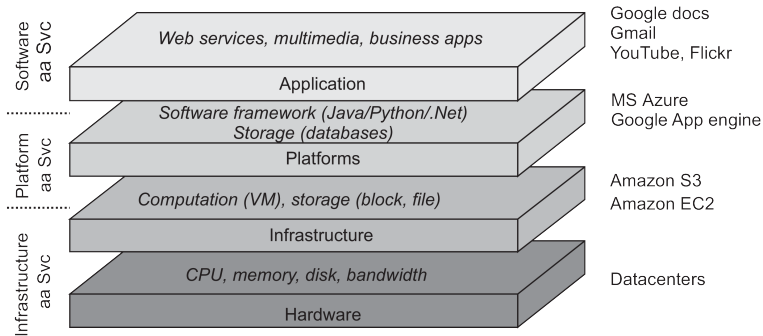 Software
aa Svc
Web services, multimedia, business apps
Application
Google docs
Gmail
YouTube, Flickr
Platform
aa Svc
Software framework (Java/Python/.Net)
Storage (databases)
Platforms
MS Azure
Google App engine
Infrastructure
aa Svc
Computation (VM), storage (block, file)
Infrastructure
Amazon S3
Amazon EC2
CPU, memory, disk, bandwidth
Hardware
Datacenters